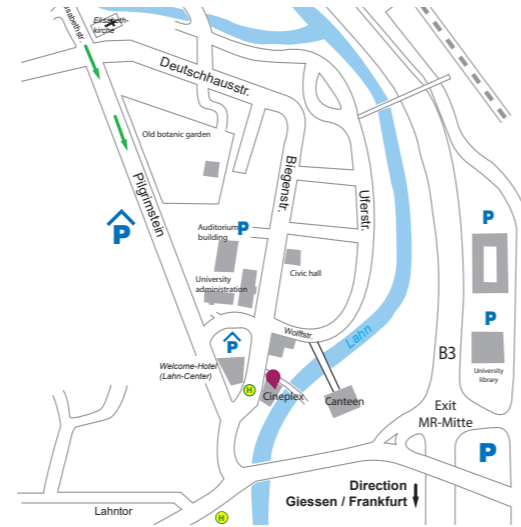 Elisabeth-
kirche
Deutschhausstr.
Old botanic garden
Pilgrimstein
Biegenstr.
Uferstr.
P
P
P
Auditorium
building
Civic hall
University
administration
P
Wolffstr.
P
Lahn
B3
University
library
Welcome-Hotel
(Lahn-Center)
H
Cineplex
Canteen
Exit
MR-Mitte
P
Direction
Giessen / Frankfurt
Lahntor
H